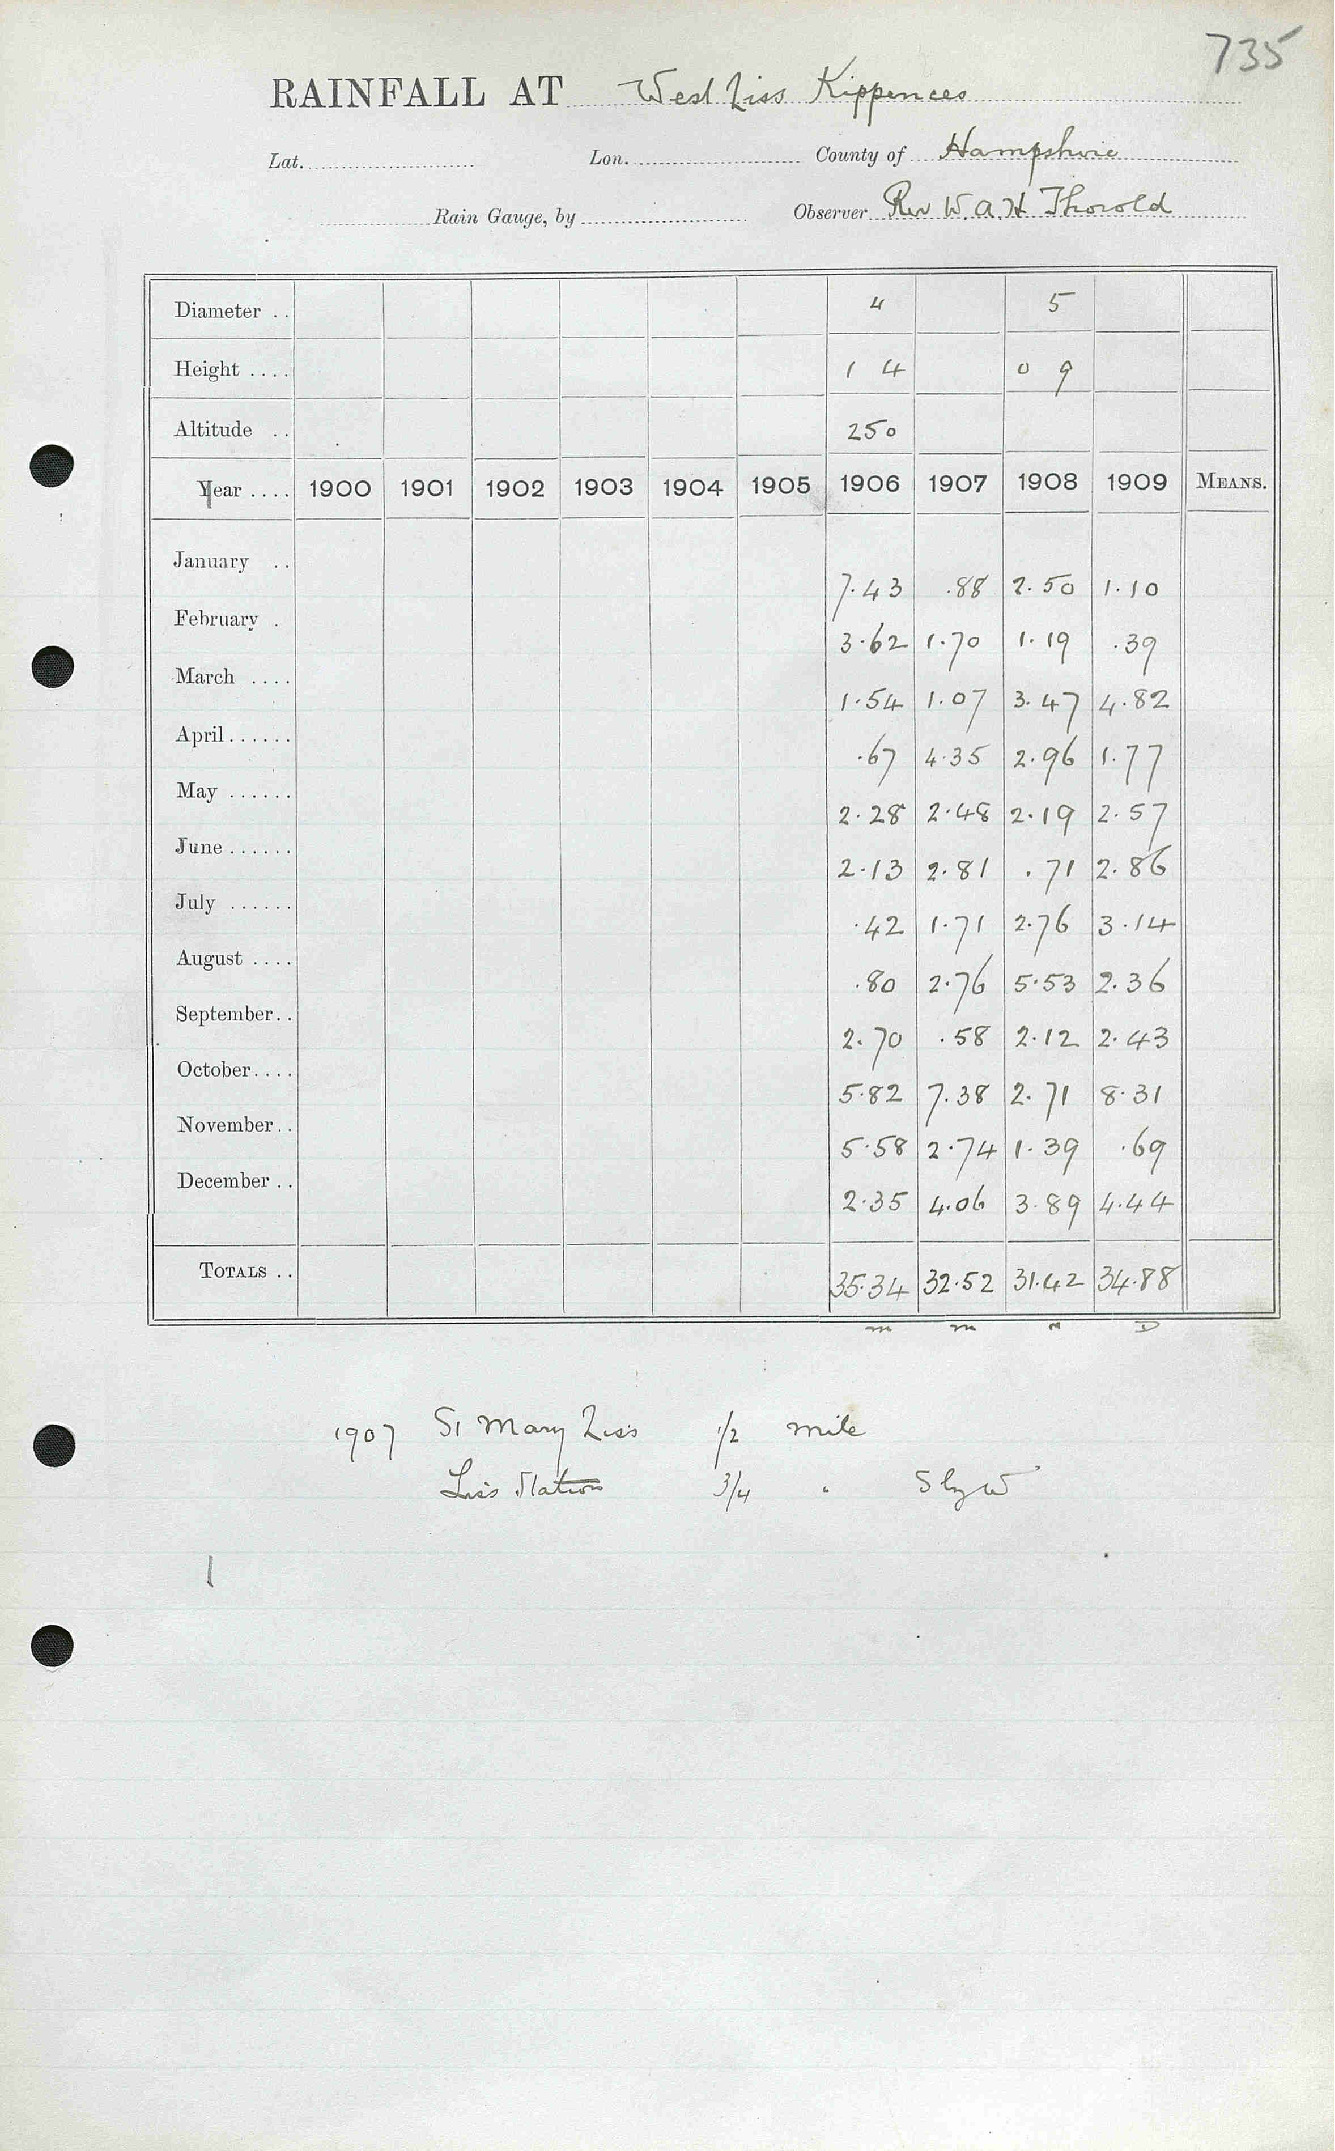 735
RAINFALL AT West Liss Kippences
Lat. Lon. County of Hampshire
Rain Gauge, by Observer Rev W. A. H Thorold
Diameter .. 4 5
Height .... 1 4 0 9
Altitude .. 250
Year .... 1900 1901 1902 1903 1904 1905 1906 1907 1908 1909 MEANS.
January .. 7.43 .88 2.50 1.10
February . 3.62 1.70 1.19 .39
March .... 1.54 1.07 3.47 4.82
April...... .67 4.35 2.96 1.77
May ...... 2.28 2.48 2.19 2.57
June...... 2.13 2.81 .71 2.86
July ...... .42 1.71 2.76 3.14
August .... .80 2.76 5.53 2.36
September.. 2.70 .58 2.12 2.43
October.... 5.82 7.38 2.71 8.31
November.. 5.58 2.74 1.39 .69
December .. 2.35 4.06 3.89 4.44
TOTALS .. 35.34 32.52 31.42 34.88
m m D
1907 St Mary Liss 1/2 mile
Liss Station 3/4 " S by W